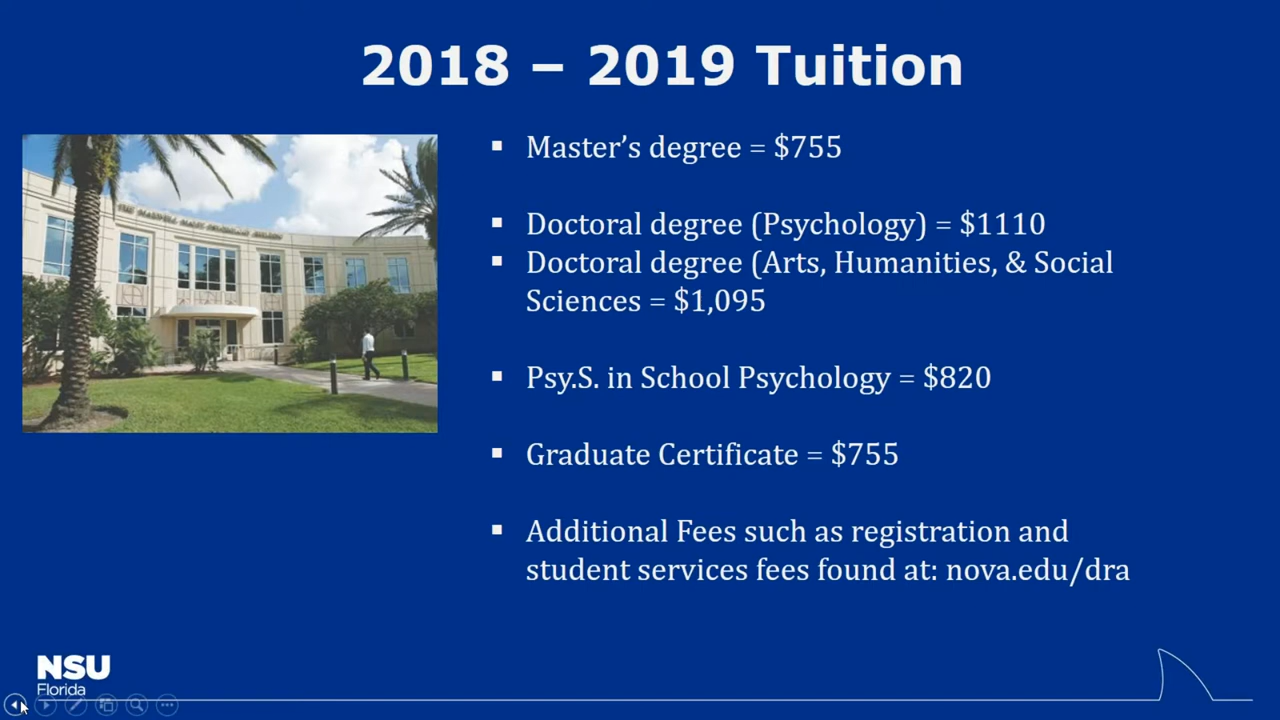 2018 – 2019 Tuition
▪ Master’s degree = $755
▪ Doctoral degree (Psychology) = $1110
▪ Doctoral degree (Arts, Humanities, & Social
Sciences = $1,095
▪ Psy.S. in School Psychology = $820
▪ Graduate Certificate = $755
▪ Additional Fees such as registration and
student services fees found at: nova.edu/dra
NSU
Florida